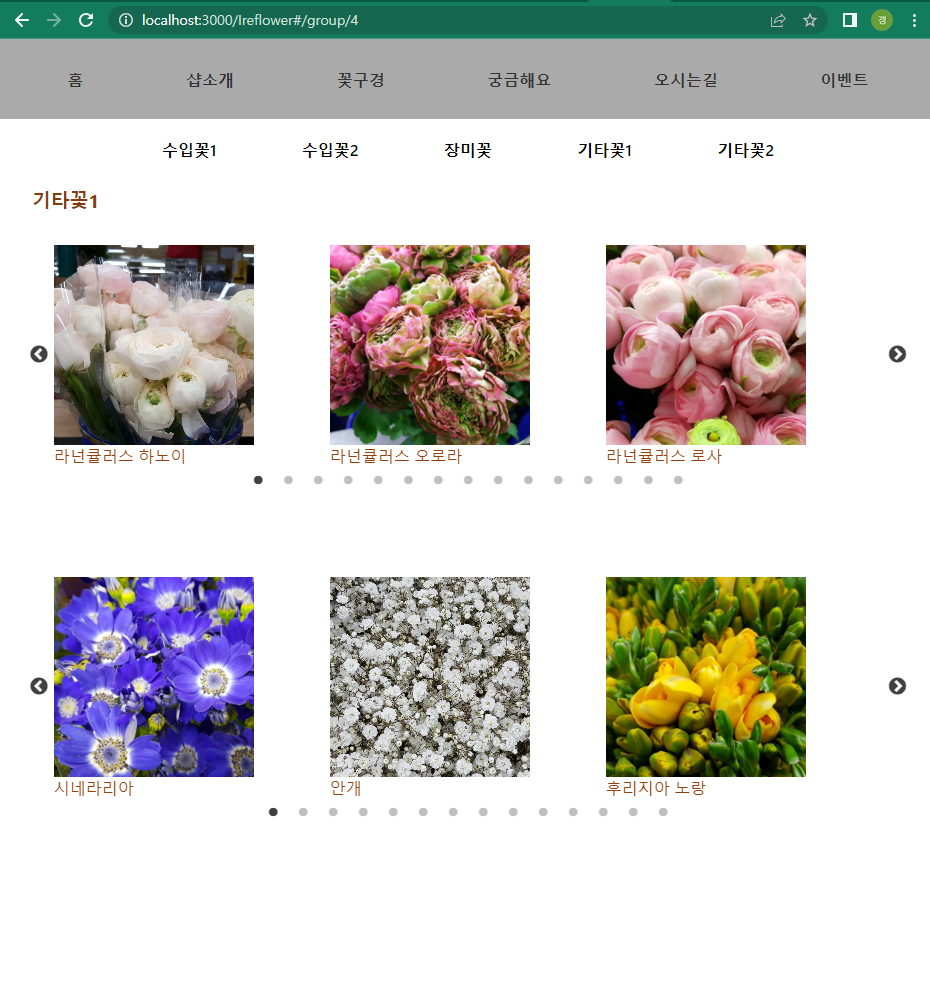 localhost:3000/Ireflower#/group/4
갱
홈 샵소개 꽃구경 궁금해요 오시는길 이벤트
수입꽃1 수입꽃2 장미꽃 기타꽃1 기타꽃2
기타꽃1
라넌큘러스 하노이 라넌큘러스 오로라 라넌큘러스 로사
시네라리아 안개 후리지아 노랑